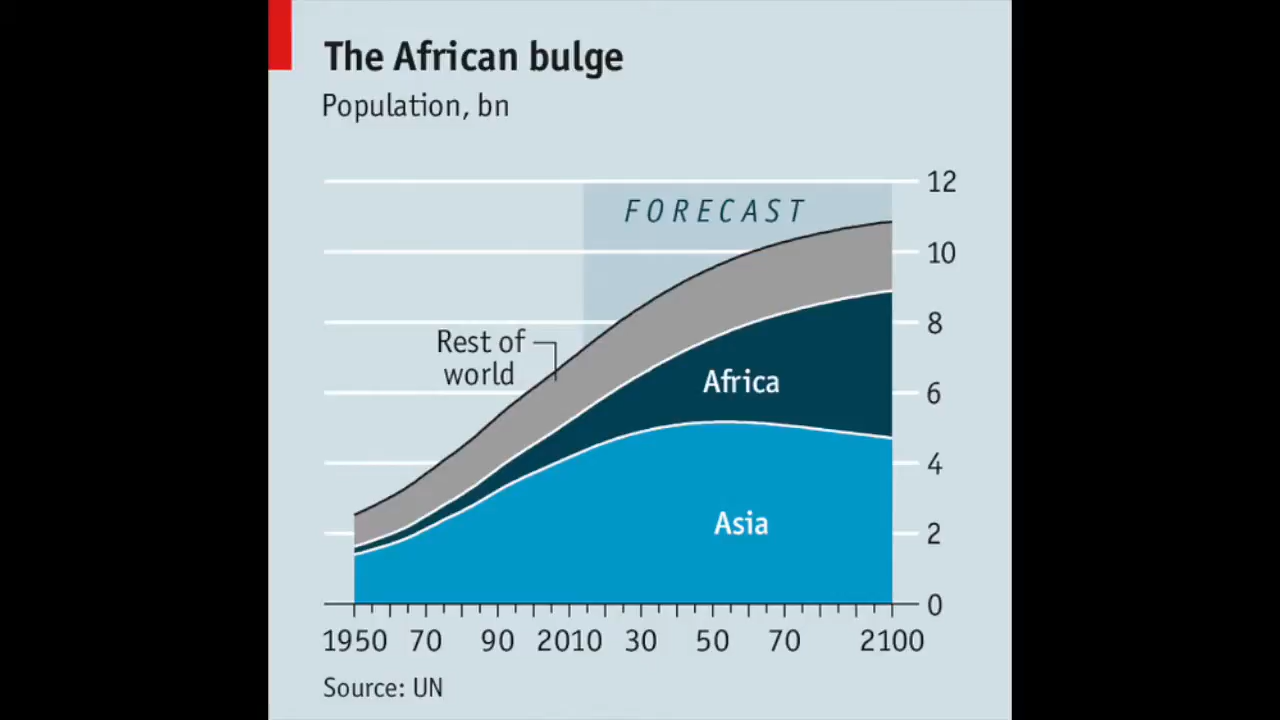 The African bulge
Population, bn
12
FORECAST
10
8
Rest of
world
6
Africa
4
Asia
2
0
1950 70 90 2010 30 50 70 2100
Source: UN